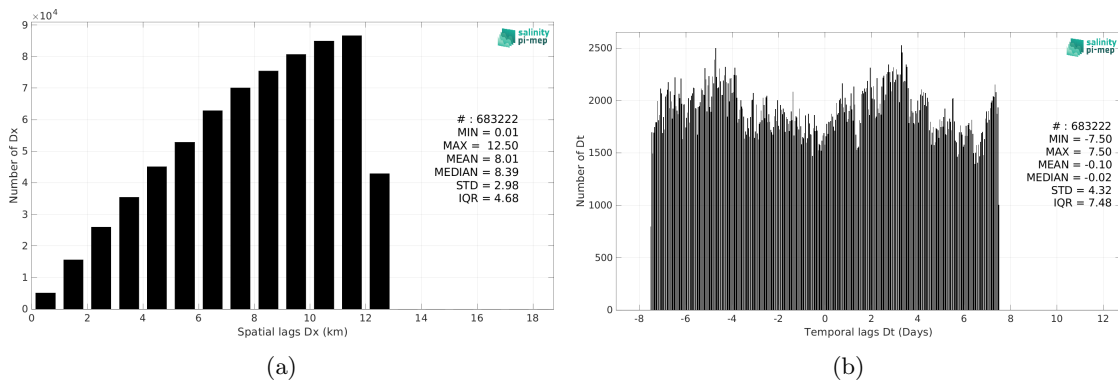 9 ×10⁴
8
7
6
5
4
3
2
1
0
Number of Dx
0 2 4 6 8 10 12 14 16 18
Spatial lags Dx (km)
salinity
pi-mep
# : 683222
MIN = 0.01
MAX = 12.50
MEAN = 8.01
MEDIAN = 8.39
STD = 2.98
IQR = 4.68
(a)
2500
2000
1500
1000
500
0
Number of Dt
-8 -6 -4 -2 0 2 4 6 8 10 12
Temporal lags Dt (Days)
salinity
pi-mep
# : 683222
MIN = -7.50
MAX = 7.50
MEAN = -0.10
MEDIAN = -0.02
STD = 4.32
IQR = 7.48
(b)